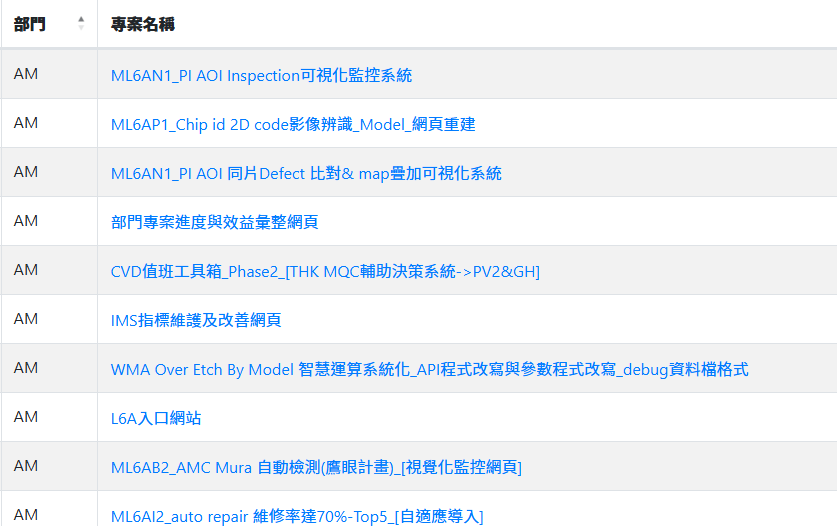 部門 專案名稱
AM ML6AN1_PI AOI Inspection可視化監控系統
AM ML6AP1_Chip id 2D code影像辨識_Model_網頁重建
AM ML6AN1_PI AOI 同片Defect 比對& map疊加可視化系統
AM 部門專案進度與效益彙整網頁
AM CVD值班工具箱_Phase2_[THK MQC輔助決策系統->PV2&GH]
AM IMS指標維護及改善網頁
AM WMA Over Etch By Model 智慧運算系統化_API程式改寫與參數程式改寫_debug資料檔格式
AM L6A入口網站
AM ML6AB2_AMC Mura 自動檢測(鷹眼計畫)_[視覺化監控網頁]
AM ML6AI2_auto repair 維修率達70%-Top5_[自適應導入]